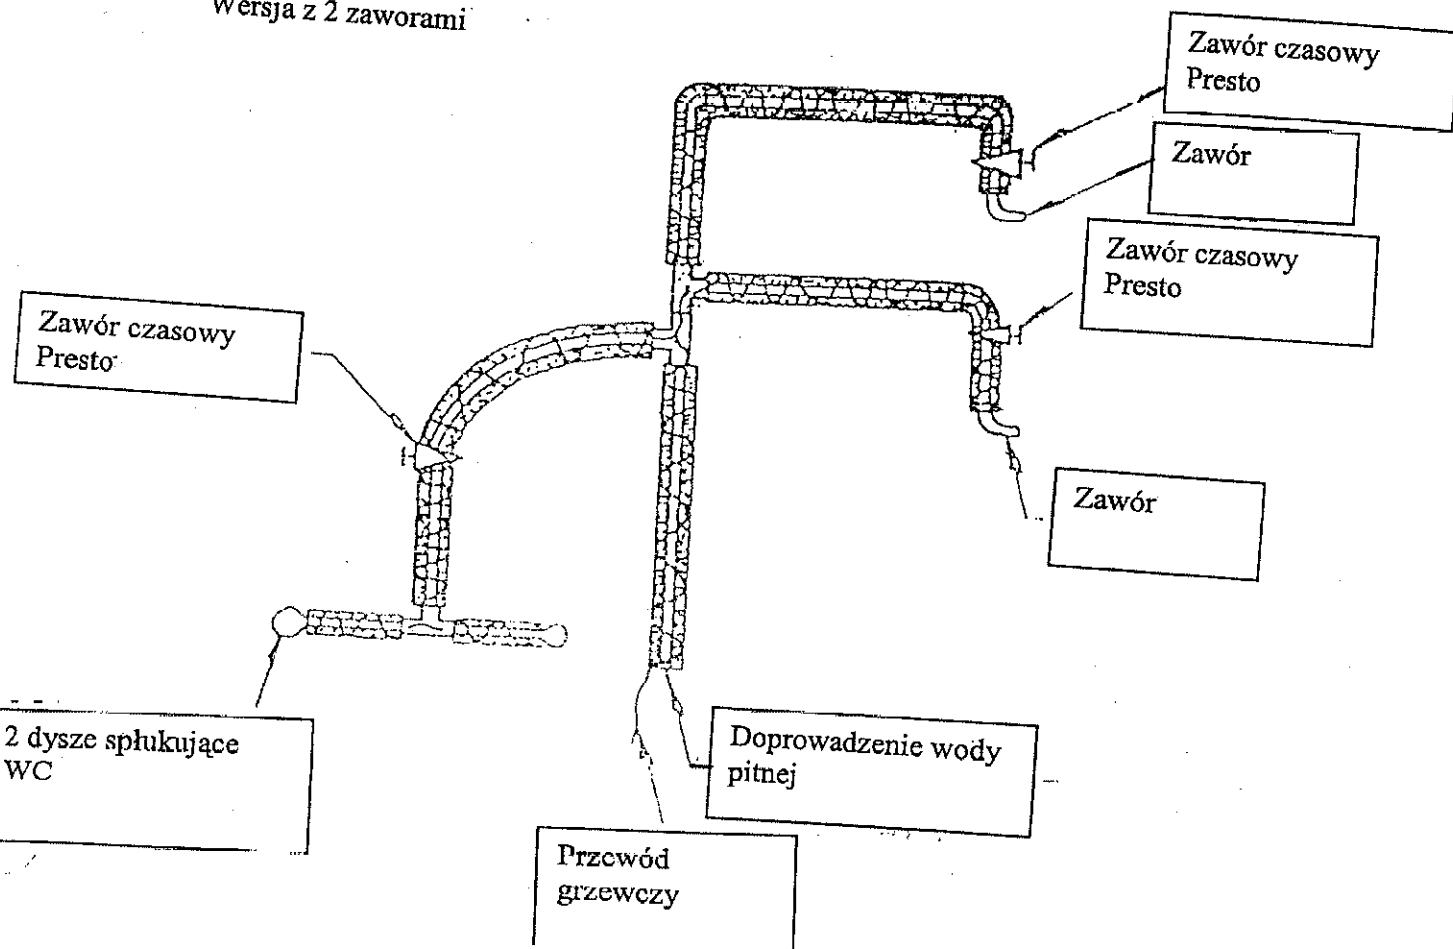 Wersja z 2 zaworami
Zawór czasowy
Presto
Zawór
Zawór czasowy
Presto
Zawór czasowy
Presto
Zawór
2 dysze spłukujące
WC
Doprowadzenie wody
pitnej
Przewód
grzewczy